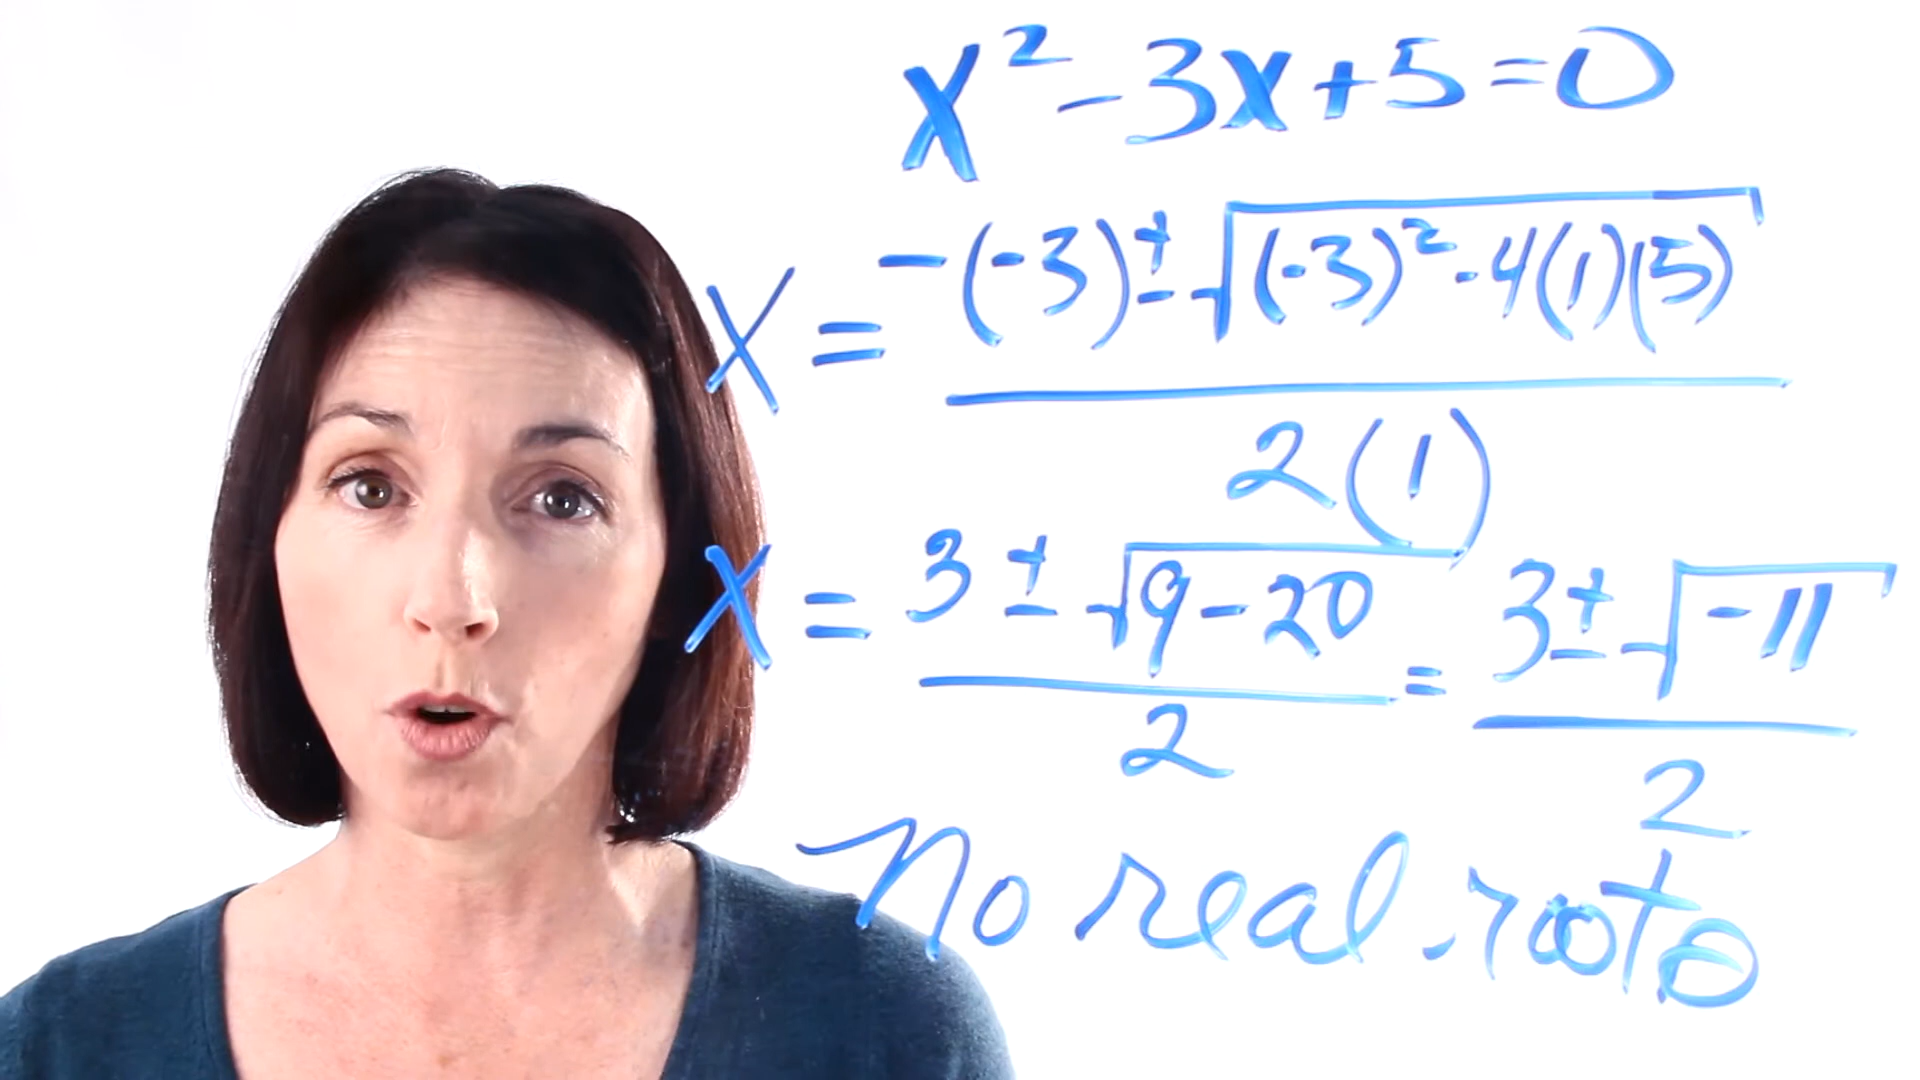 x² - 3x + 5 = 0
x = -(-3) ± √((-3)² - 4(1)(5)) / 2(1)
x = 3 ± √(9 - 20) / 2 = 3 ± √(-11) / 2
No real roots